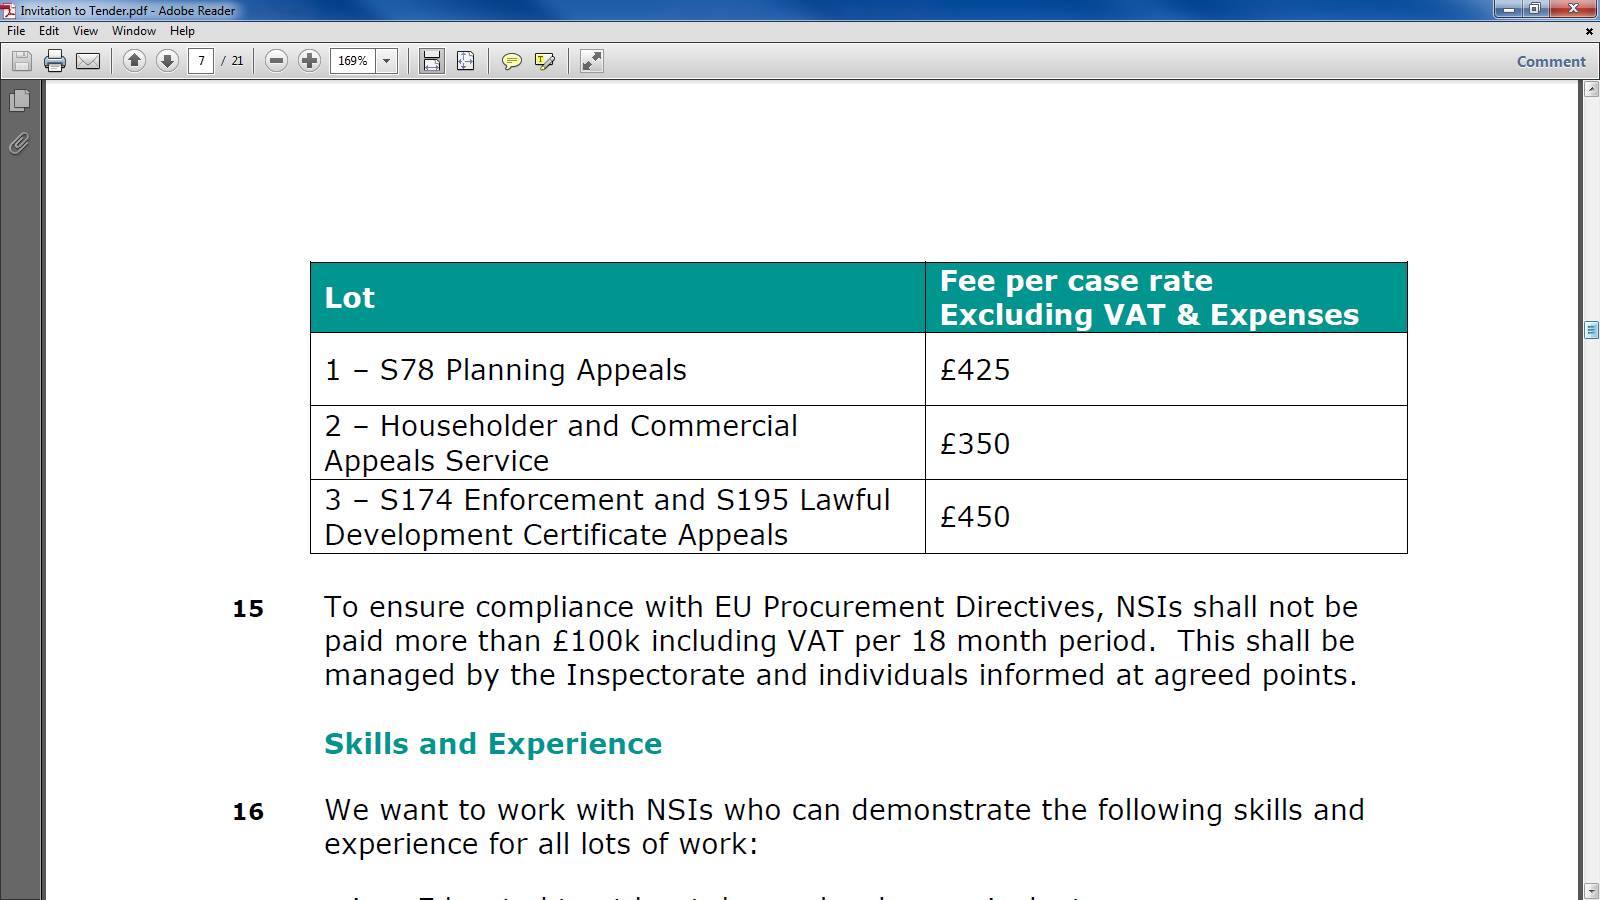 Invitation to Tender.pdf - Adobe Reader
File Edit View Window Help
7 / 21 169% Comment
Lot
Fee per case rate
Excluding VAT & Expenses
1 – S78 Planning Appeals
£425
2 – Householder and Commercial
Appeals Service
£350
3 – S174 Enforcement and S195 Lawful
Development Certificate Appeals
£450
15 To ensure compliance with EU Procurement Directives, NSIs shall not be
paid more than £100k including VAT per 18 month period. This shall be
managed by the Inspectorate and individuals informed at agreed points.
Skills and Experience
16 We want to work with NSIs who can demonstrate the following skills and
experience for all lots of work: